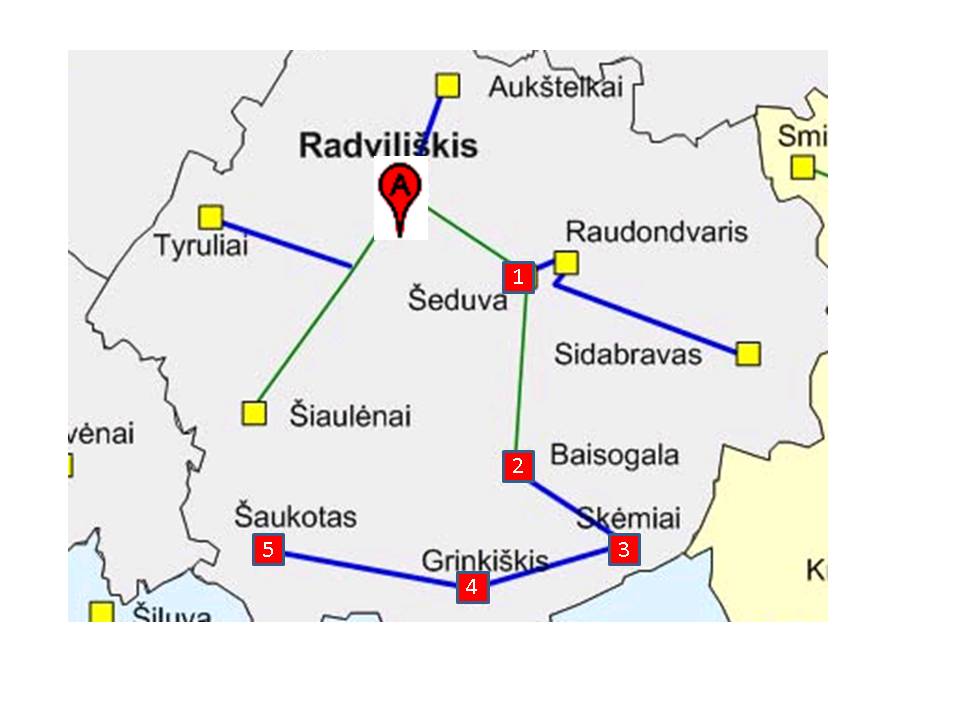 Aukštelkai
Radviliškis
Smi
A
Raudondvaris
Tyruliai
1
Šeduva
Sidabravas
Šiaulėnai
vėnai
2
Baisogala
Šaukotas
Skėmiai
5
3
Grinkiškis
4
K
Šiluva